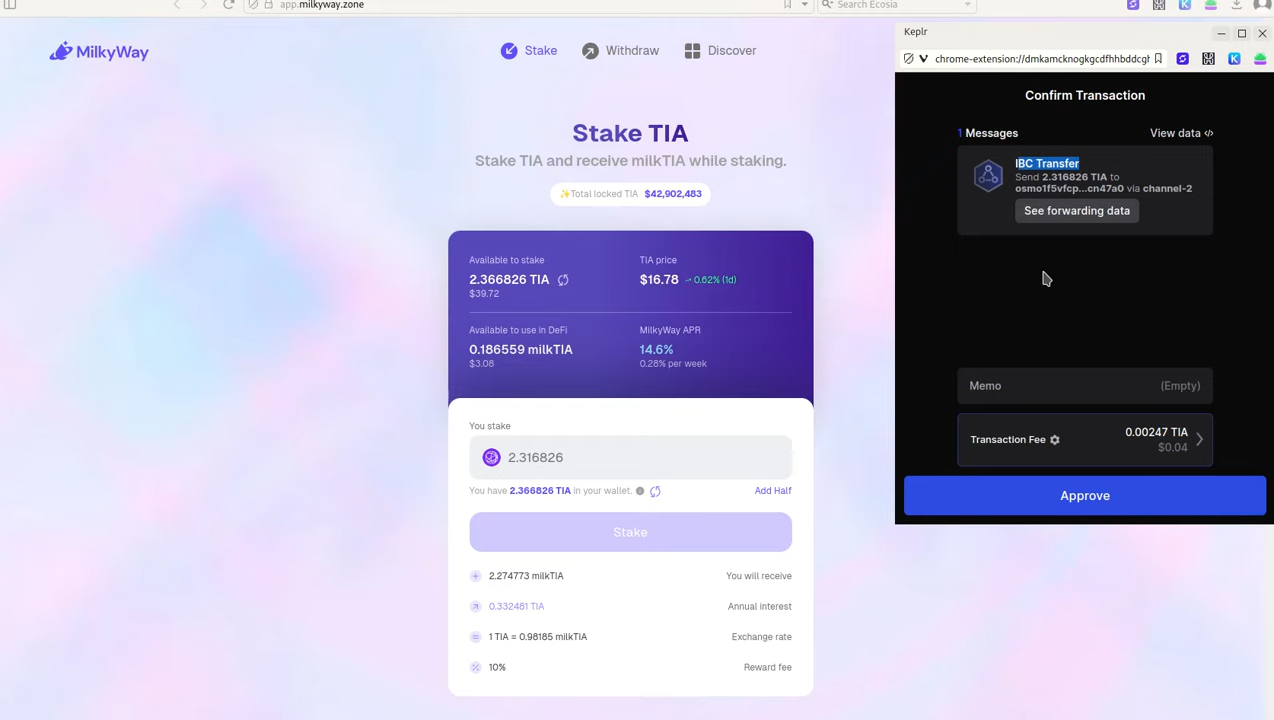 app.milkyway.zone
Search Ecosia
MilkyWay
Stake
Withdraw
Discover
Stake TIA
Stake TIA and receive milkTIA while staking.
✨Total locked TIA $42,902,483
Available to stake
2.366826 TIA
$39.72
TIA price
$16.78 0.62% (1d)
Available to use in DeFi
0.186559 milkTIA
$3.08
MilkyWay APR
14.6%
0.28% per week
You stake
2.316826
You have 2.366826 TIA in your wallet.
Add Half
Stake
2.274773 milkTIA You will receive
0.332481 TIA Annual interest
1 TIA = 0.98185 milkTIA Exchange rate
10% Reward fee
Keplr
chrome-extension://dmkamcknogkgcdfhhbddcgh
Confirm Transaction
1 Messages
View data </>
IBC Transfer
Send 2.316826 TIA to
osmo1f5vfcp...cn47a0 via channel-2
See forwarding data
Memo (Empty)
Transaction Fee
0.00247 TIA
$0.04
Approve